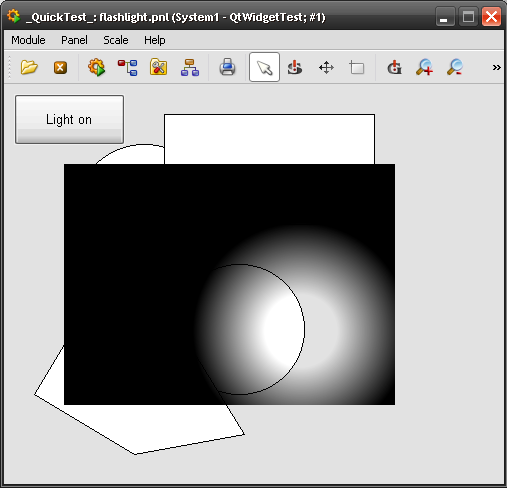 _QuickTest_: flashlight.pnl (System1 - QtWidgetTest; #1)
Module Panel Scale Help
»
Light on